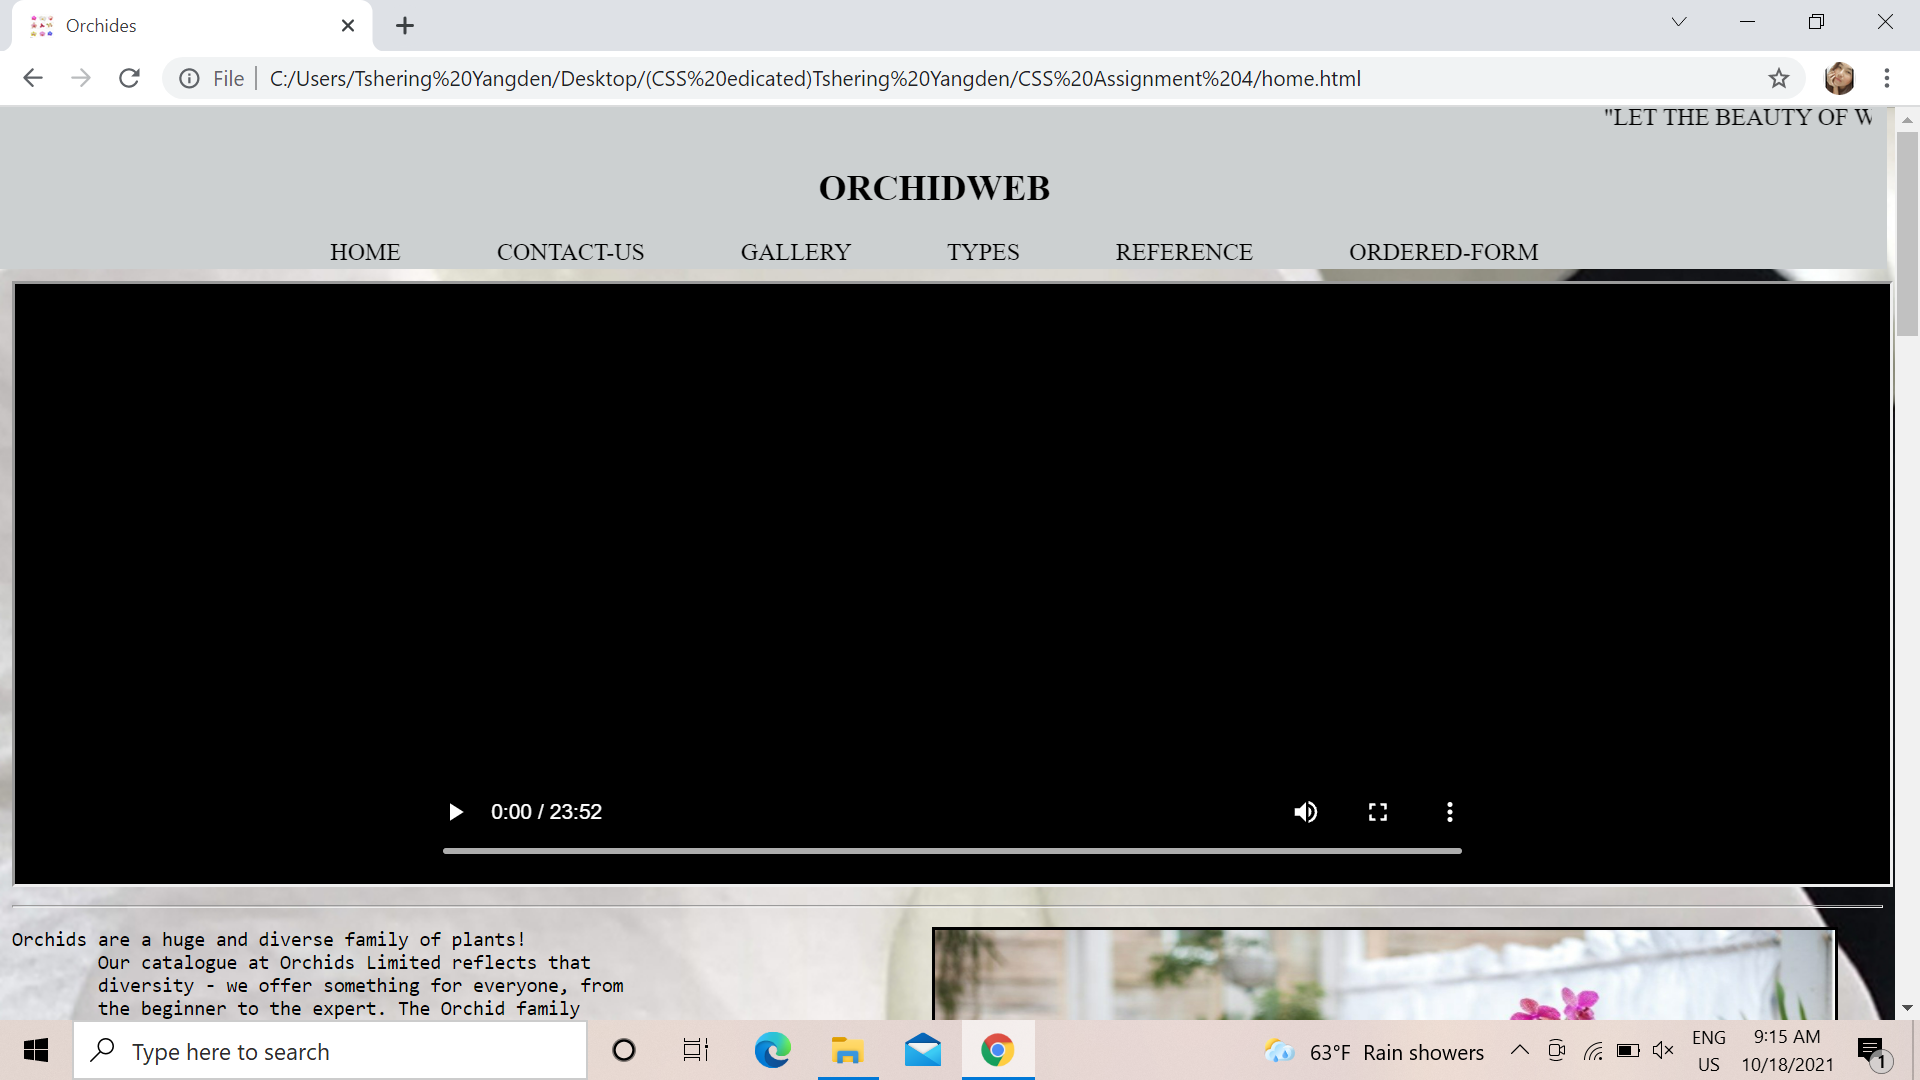 Orchides
File
C:/Users/Tshering%20Yangden/Desktop/(CSS%20edicated)Tshering%20Yangden/CSS%20Assignment%204/home.html
"LET THE BEAUTY OF W
ORCHIDWEB
HOME CONTACT-US GALLERY TYPES REFERENCE ORDERED-FORM
0:00 / 23:52
Orchids are a huge and diverse family of plants!
Our catalogue at Orchids Limited reflects that
diversity - we offer something for everyone, from
the beginner to the expert. The Orchid family
Type here to search
63°F Rain showers
ENG
US
9:15 AM
10/18/2021
1